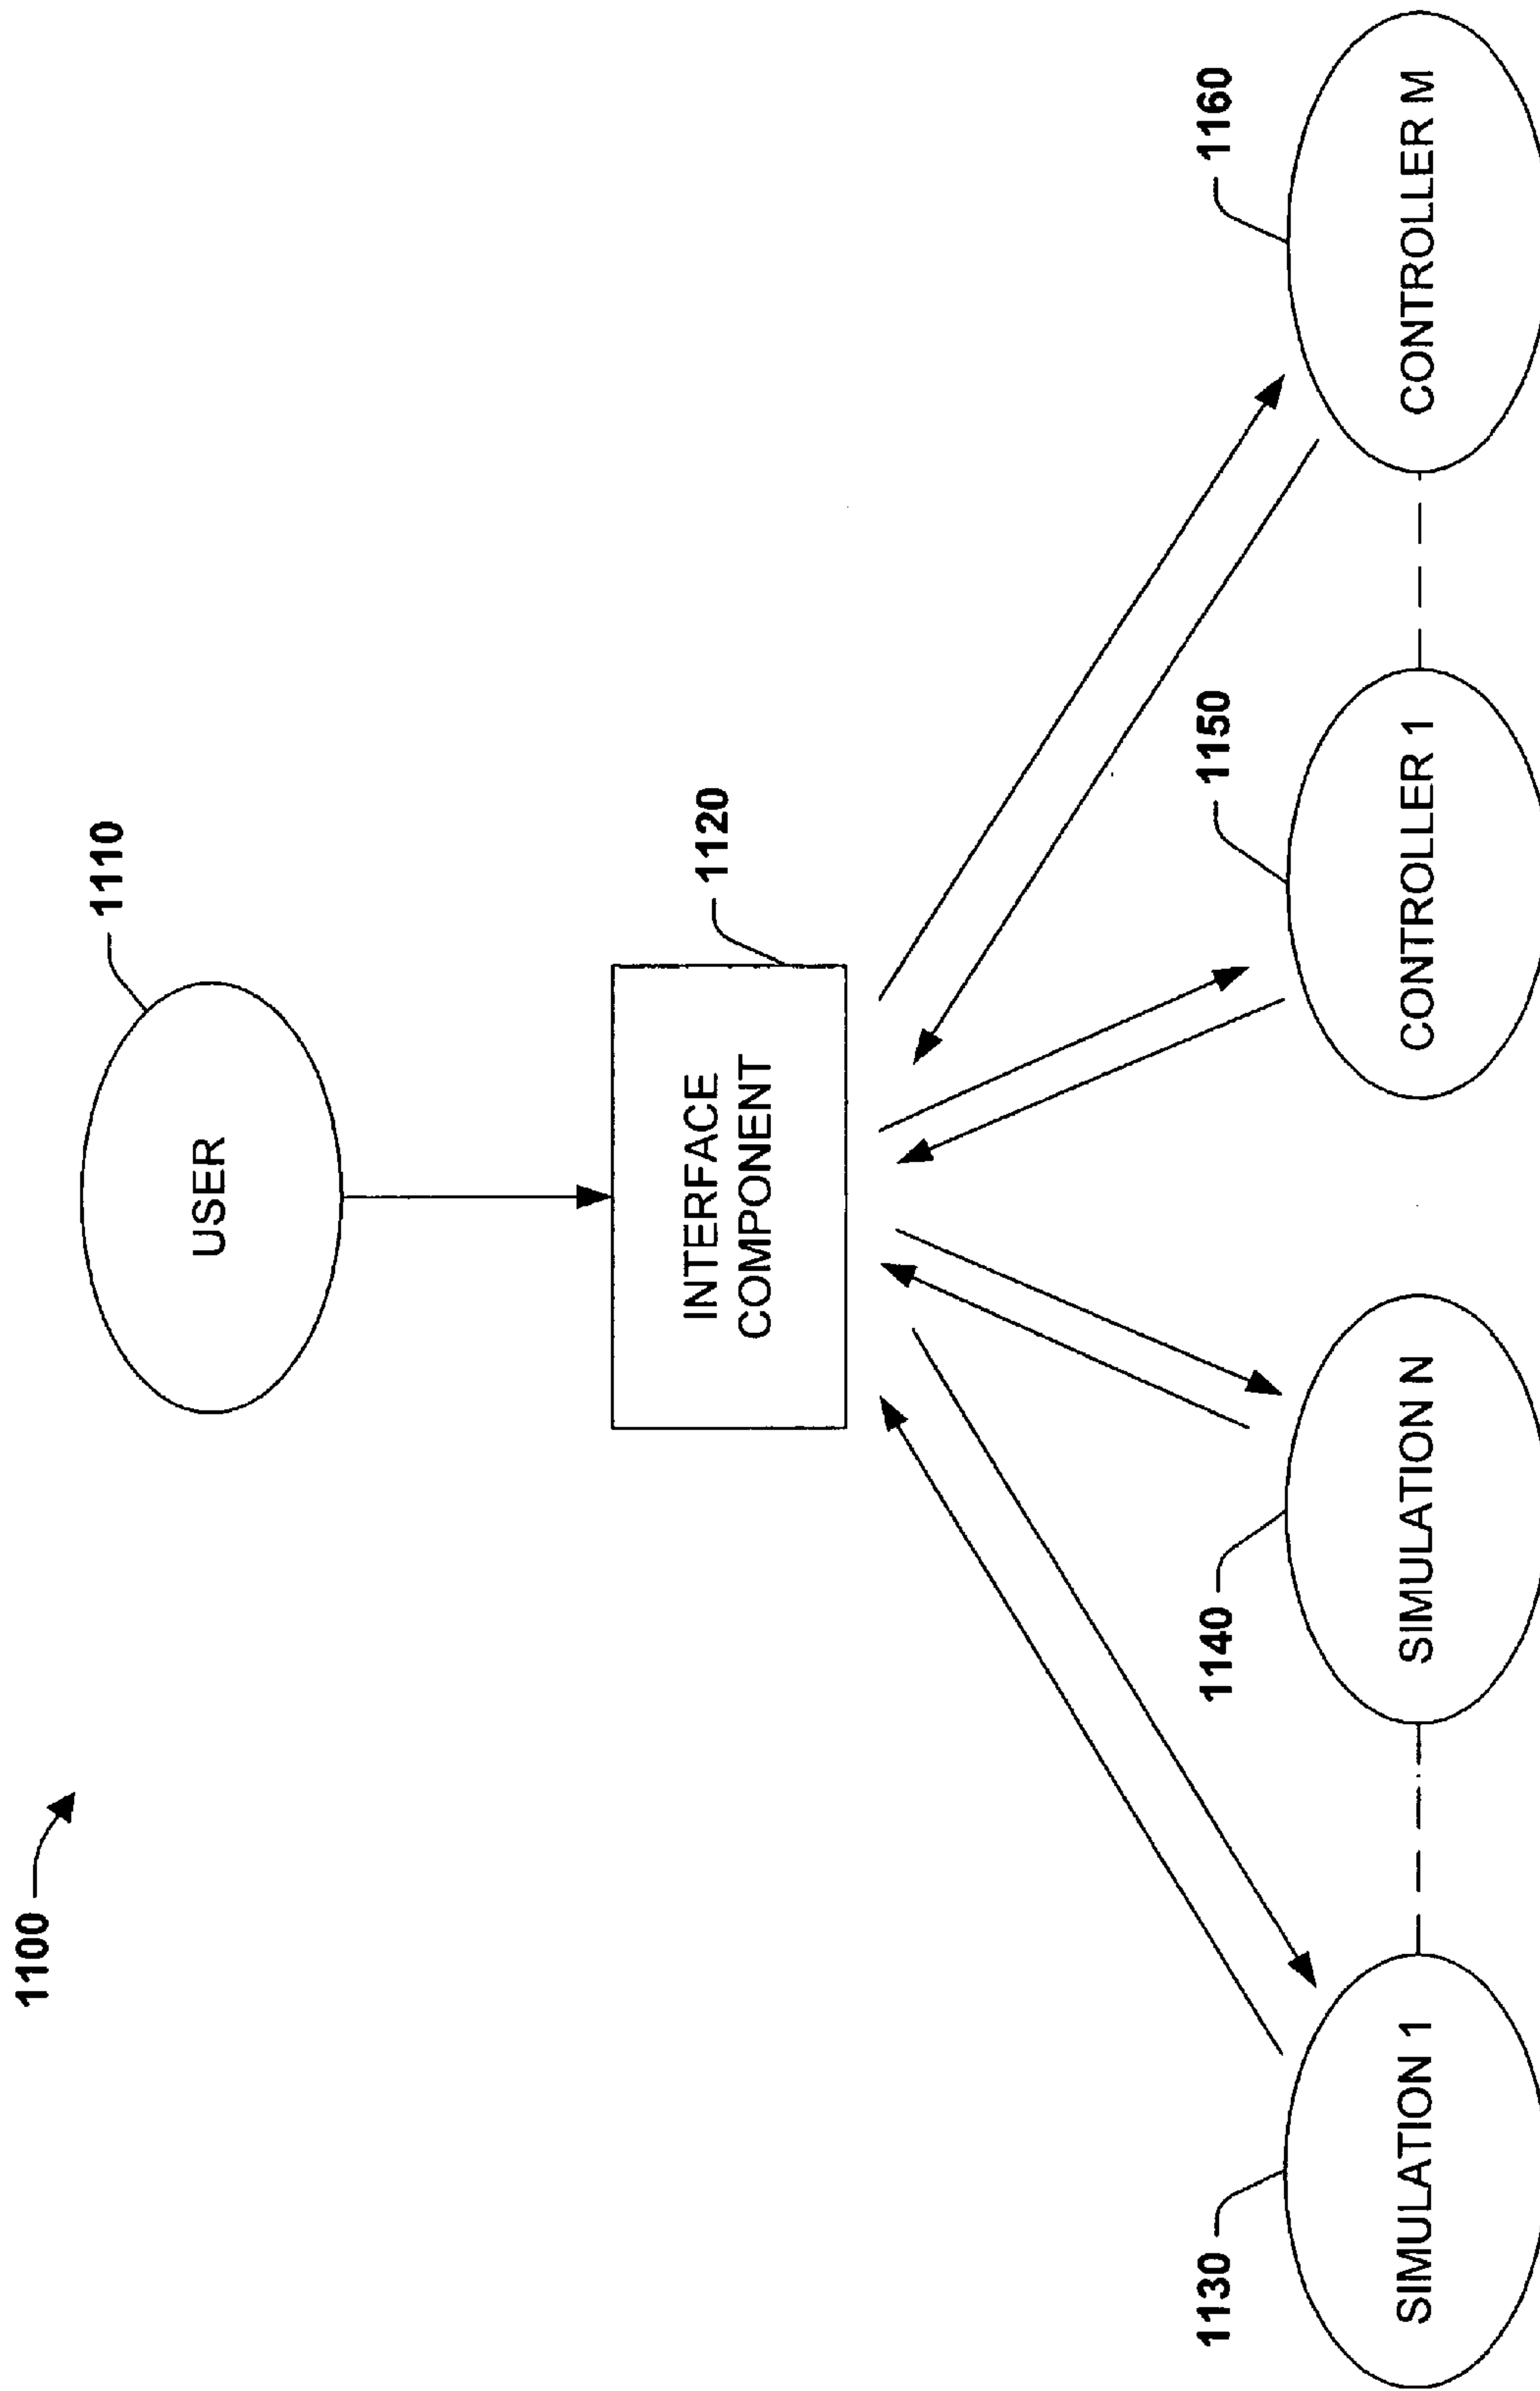 1100
1110
USER
1120
INTERFACE
COMPONENT
1130
SIMULATION 1
1140
SIMULATION N
1150
CONTROLLER 1
1160
CONTROLLER M